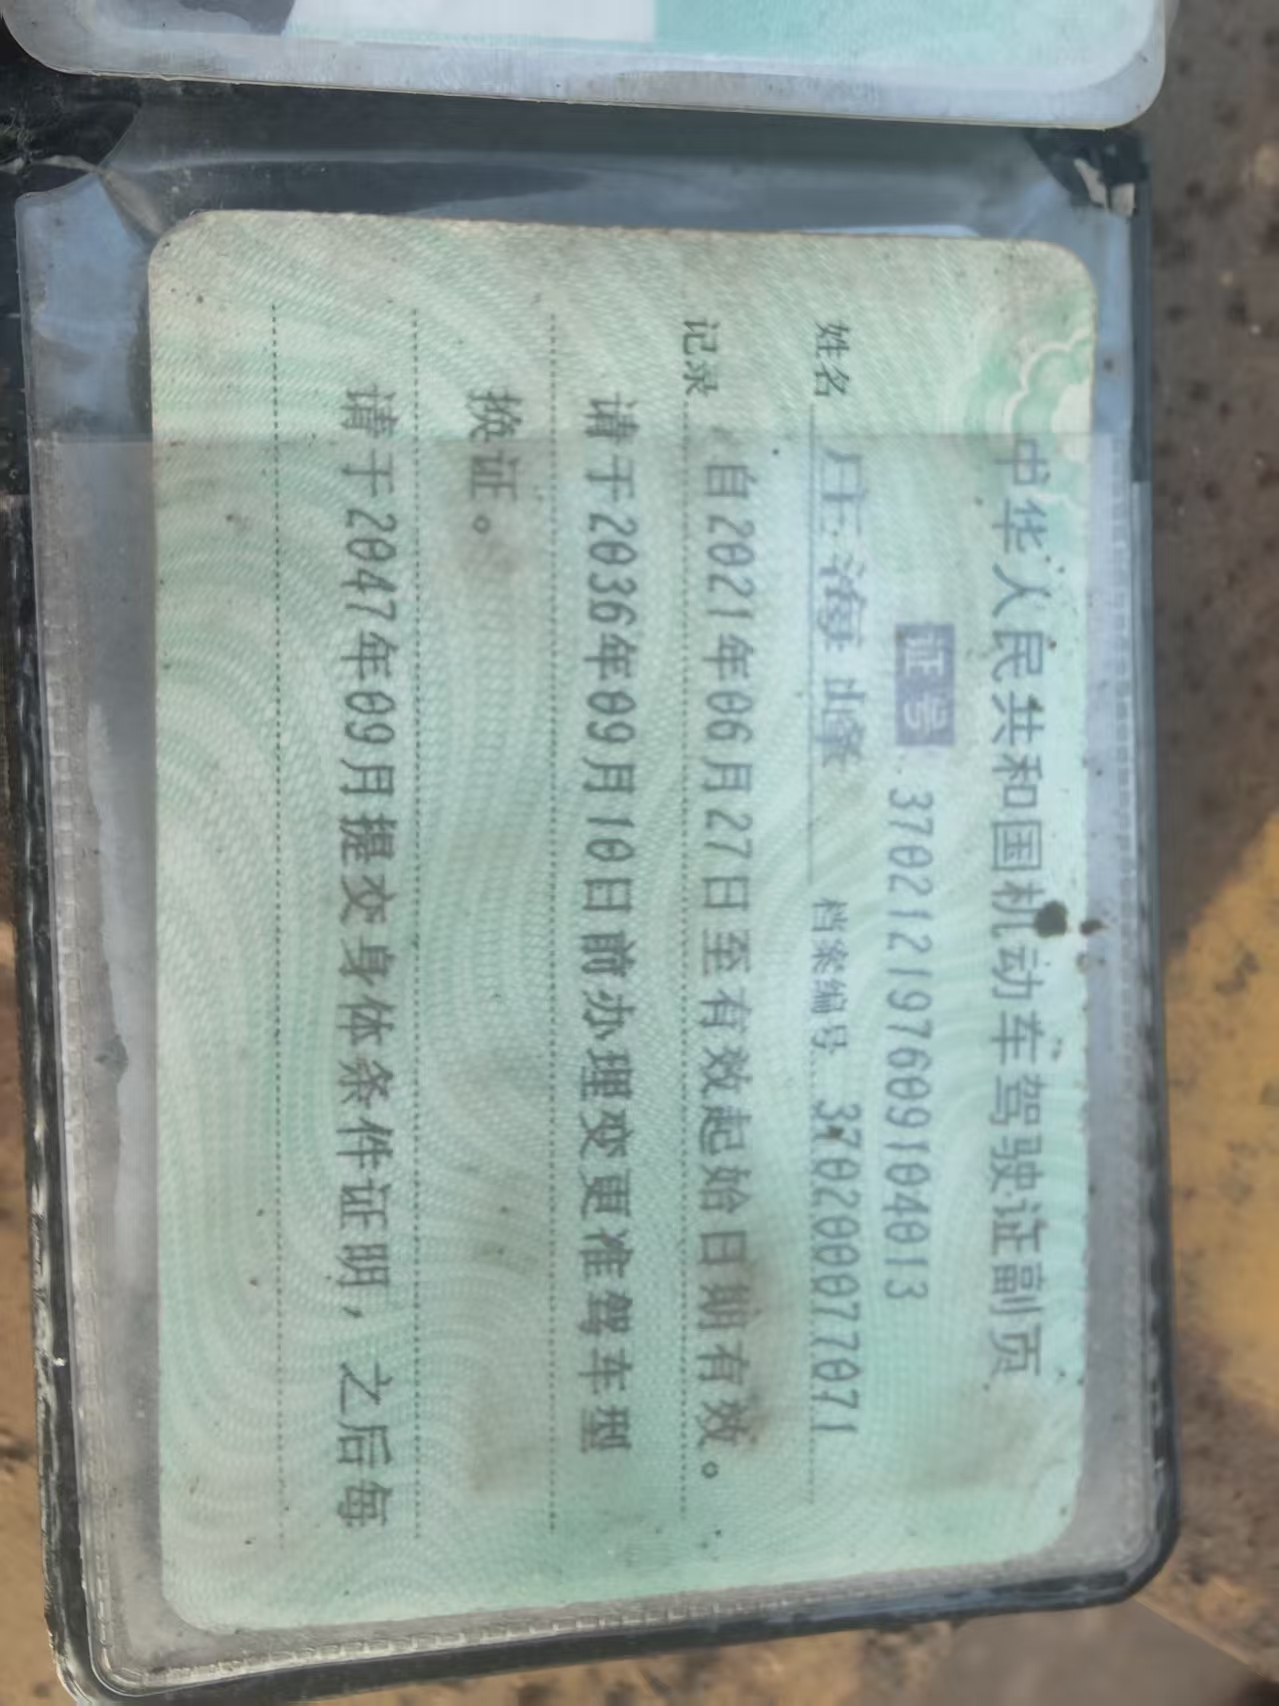 中华人民共和国机动车驾驶证副页
证号 370212197609104013
姓名 庄海峰 档案编号 370200077071
记录 自2021年06月27日至有效起始日期有效。
请于2036年09月10日前办理变更准驾车型
换证。
请于2047年09月提交身体条件证明，之后每